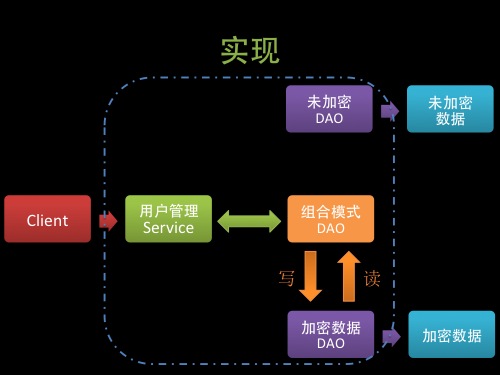 实现
未加密
DAO
未加密
数据
Client
用户管理
Service
组合模式
DAO
写
读
加密数据
DAO
加密数据